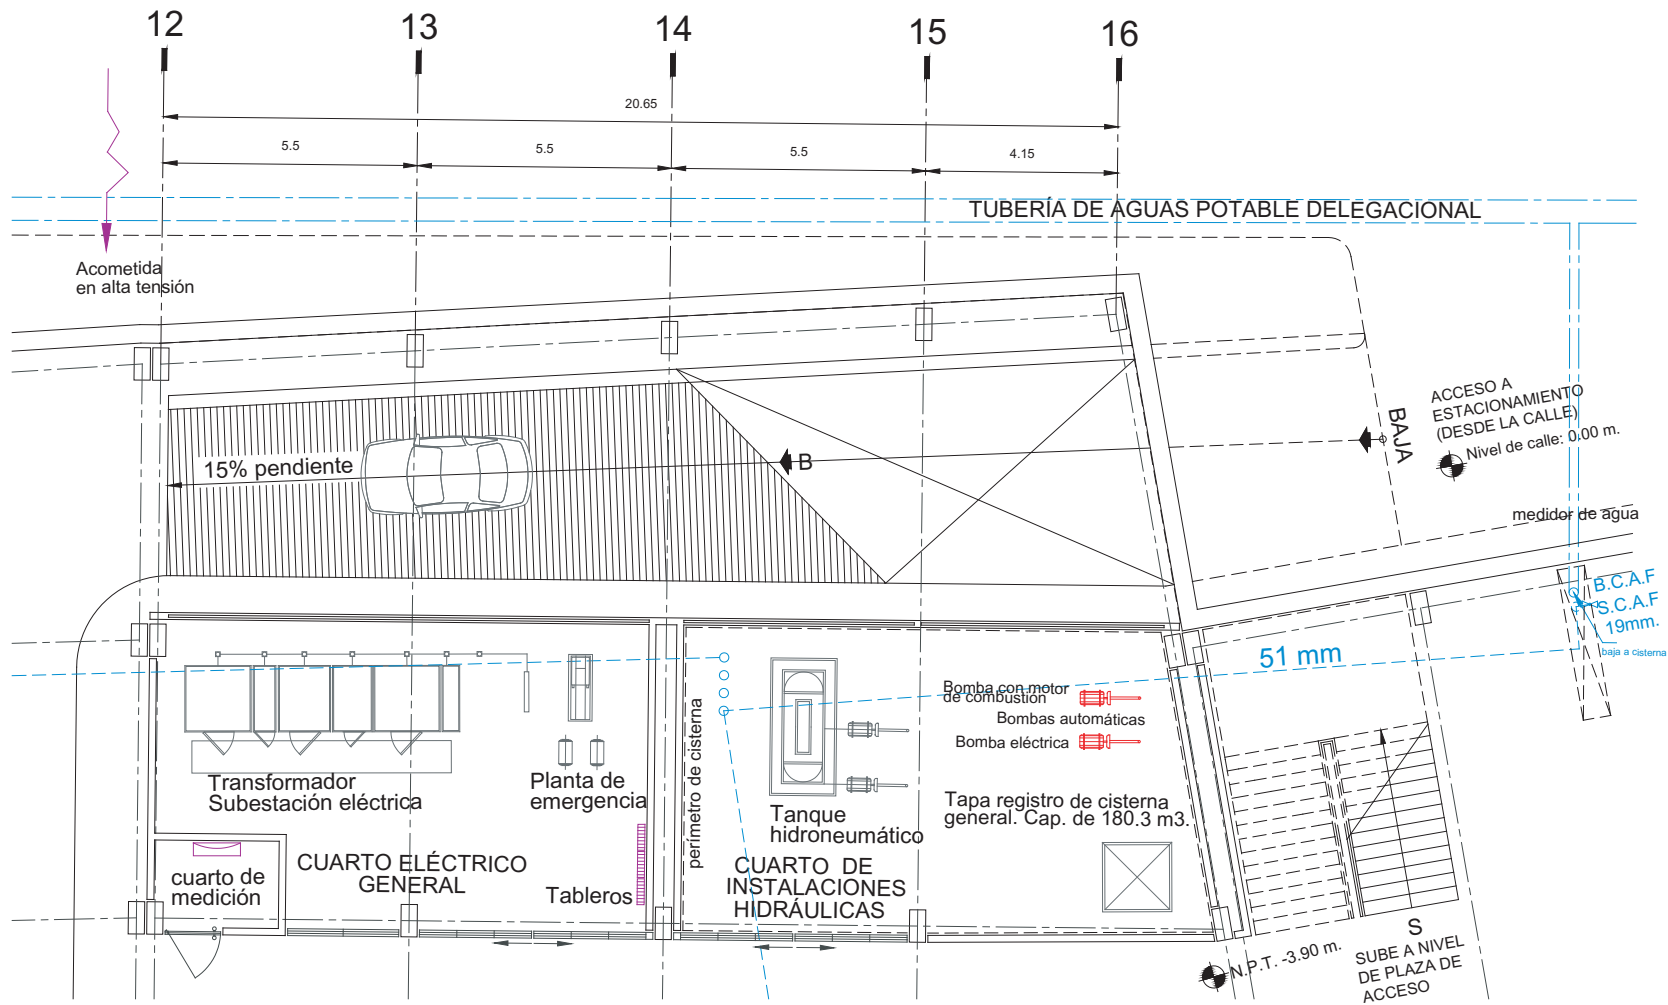 12
13
14
15
16
20.65
5.5
5.5
5.5
4.15
TUBERÍA DE AGUAS POTABLE DELEGACIONAL
Acometida
en alta tensión
ACCESO A
ESTACIONAMIENTO
(DESDE LA CALLE)
Nivel de calle: 0.00 m.
BAJA
15% pendiente
B
medidor de agua
B.C.A.F
S.C.A.F
19mm.
baja a cisterna
51 mm
Bomba con motor
de combustión
Bombas automáticas
Bomba eléctrica
perímetro de cisterna
Transformador
Subestación eléctrica
Planta de
emergencia
Tanque
hidroneumático
Tapa registro de cisterna
general. Cap. de 180.3 m3.
CUARTO ELÉCTRICO
GENERAL
cuarto de
medición
Tableros
CUARTO DE
INSTALACIONES
HIDRÁULICAS
N.P.T. -3.90 m.
S
SUBE A NIVEL
DE PLAZA DE
ACCESO